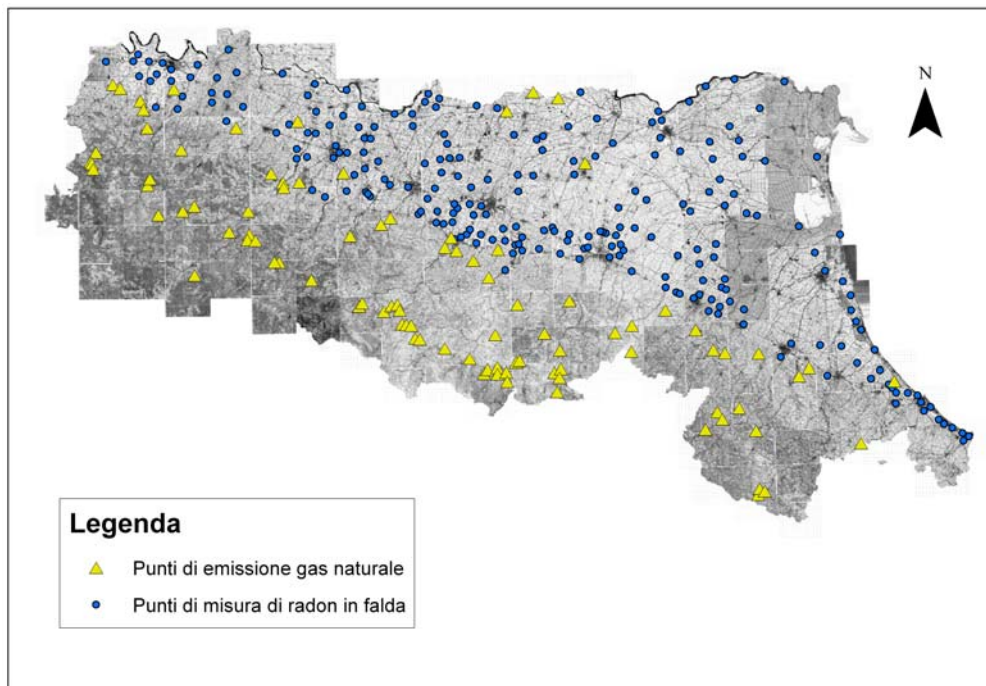 N
Legenda
Punti di emissione gas naturale
Punti di misura di radon in falda